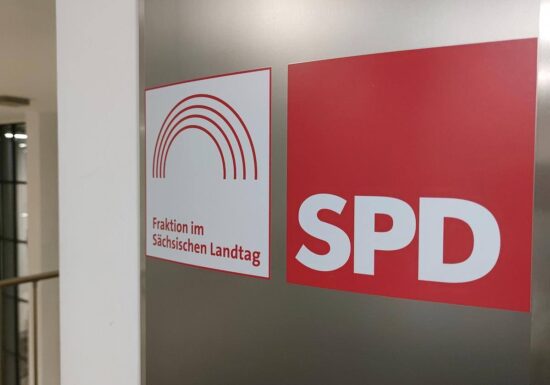 Fraktion im
Sächsischen Landtag
SPD